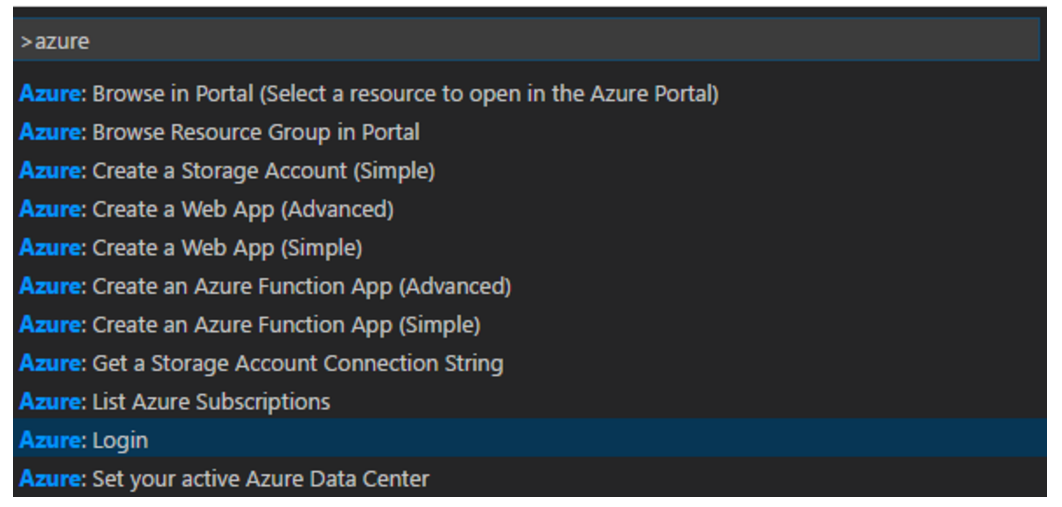 >azure
Azure: Browse in Portal (Select a resource to open in the Azure Portal)
Azure: Browse Resource Group in Portal
Azure: Create a Storage Account (Simple)
Azure: Create a Web App (Advanced)
Azure: Create a Web App (Simple)
Azure: Create an Azure Function App (Advanced)
Azure: Create an Azure Function App (Simple)
Azure: Get a Storage Account Connection String
Azure: List Azure Subscriptions
Azure: Login
Azure: Set your active Azure Data Center